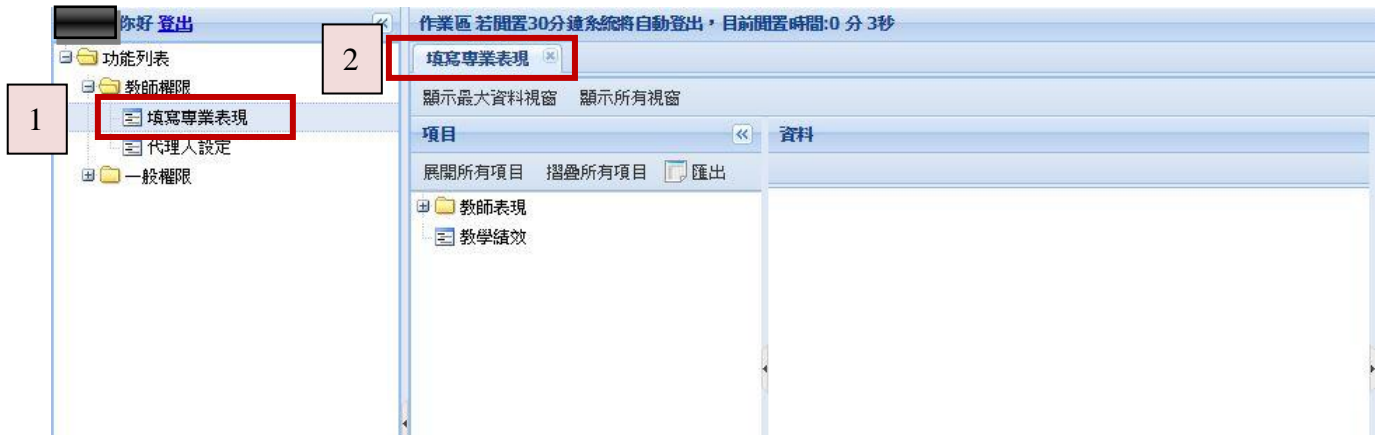 你好 登出
功能列表
教師權限
填寫專業表現
代理人設定
一般權限
1
2
作業區 若閒置30分鐘系統將自動登出,目前閒置時間:0 分 3秒
填寫專業表現
顯示最大資料視窗 顯示所有視窗
項目
展開所有項目 摺疊所有項目 匯出
教師表現
教學績效
資料